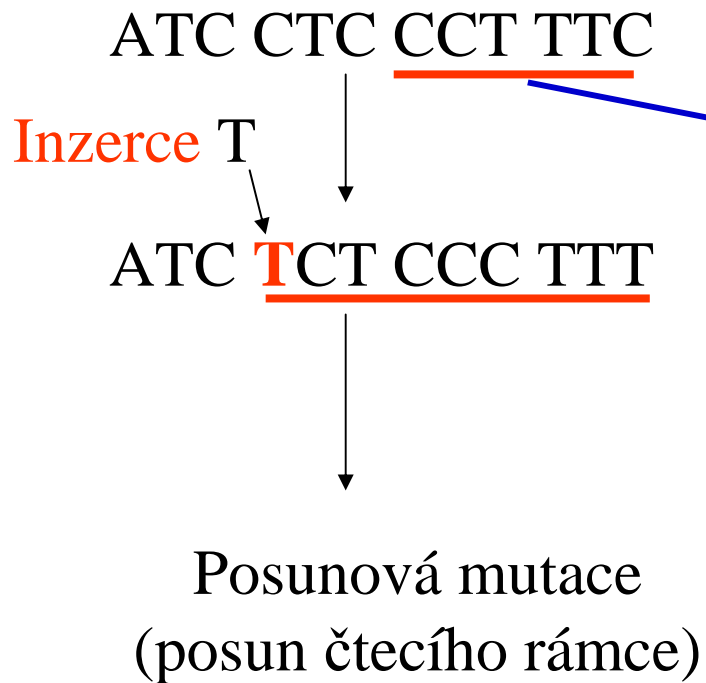 ATC CTC CCT TTC
Inzerce T
ATC TCT CCC TTT
Posunová mutace
(posun čtecího rámce)